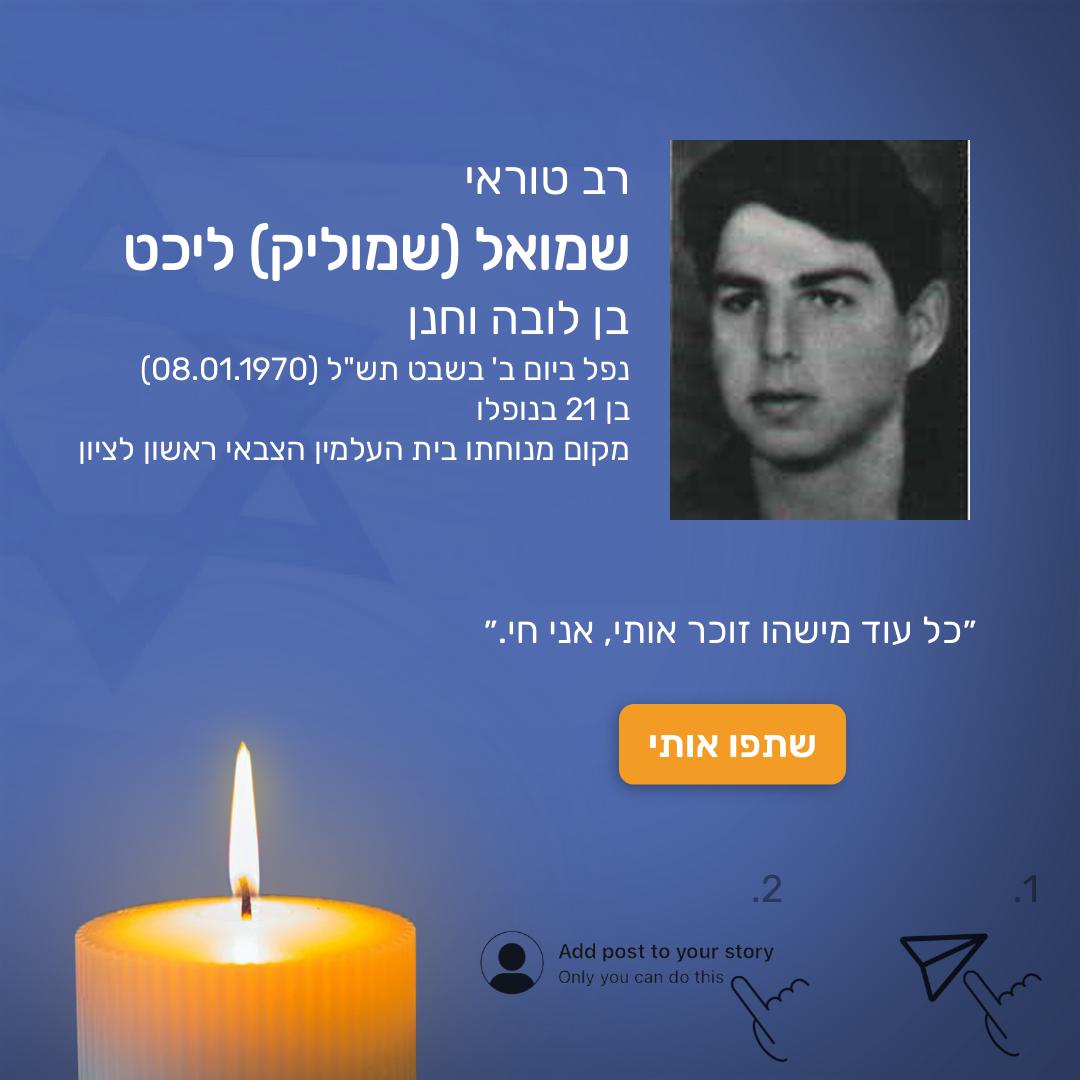 רב טוראי
שמואל (שמוליק) ליכט
בן לובה וחנן
נפל ביום ב' בשבט תש"ל (08.01.1970)
בן 21 בנופלו
מקום מנוחתו בית העלמין הצבאי ראשון לציון
״כל עוד מישהו זוכר אותי, אני חי.״
שתפו אותי
1.
2.
Add post to your story
Only you can do this